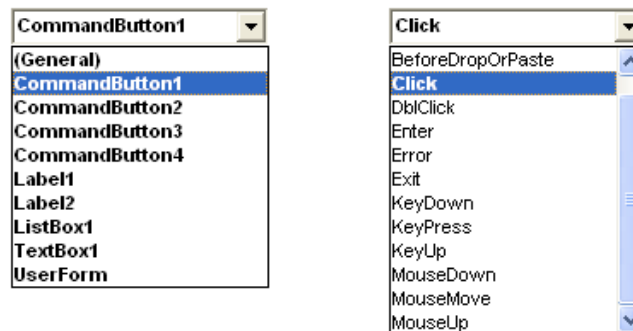 CommandButton1
(General)
CommandButton1
CommandButton2
CommandButton3
CommandButton4
Label1
Label2
ListBox1
TextBox1
UserForm
Click
BeforeDropOrPaste
Click
DblClick
Enter
Error
Exit
KeyDown
KeyPress
KeyUp
MouseDown
MouseMove
MouseUp